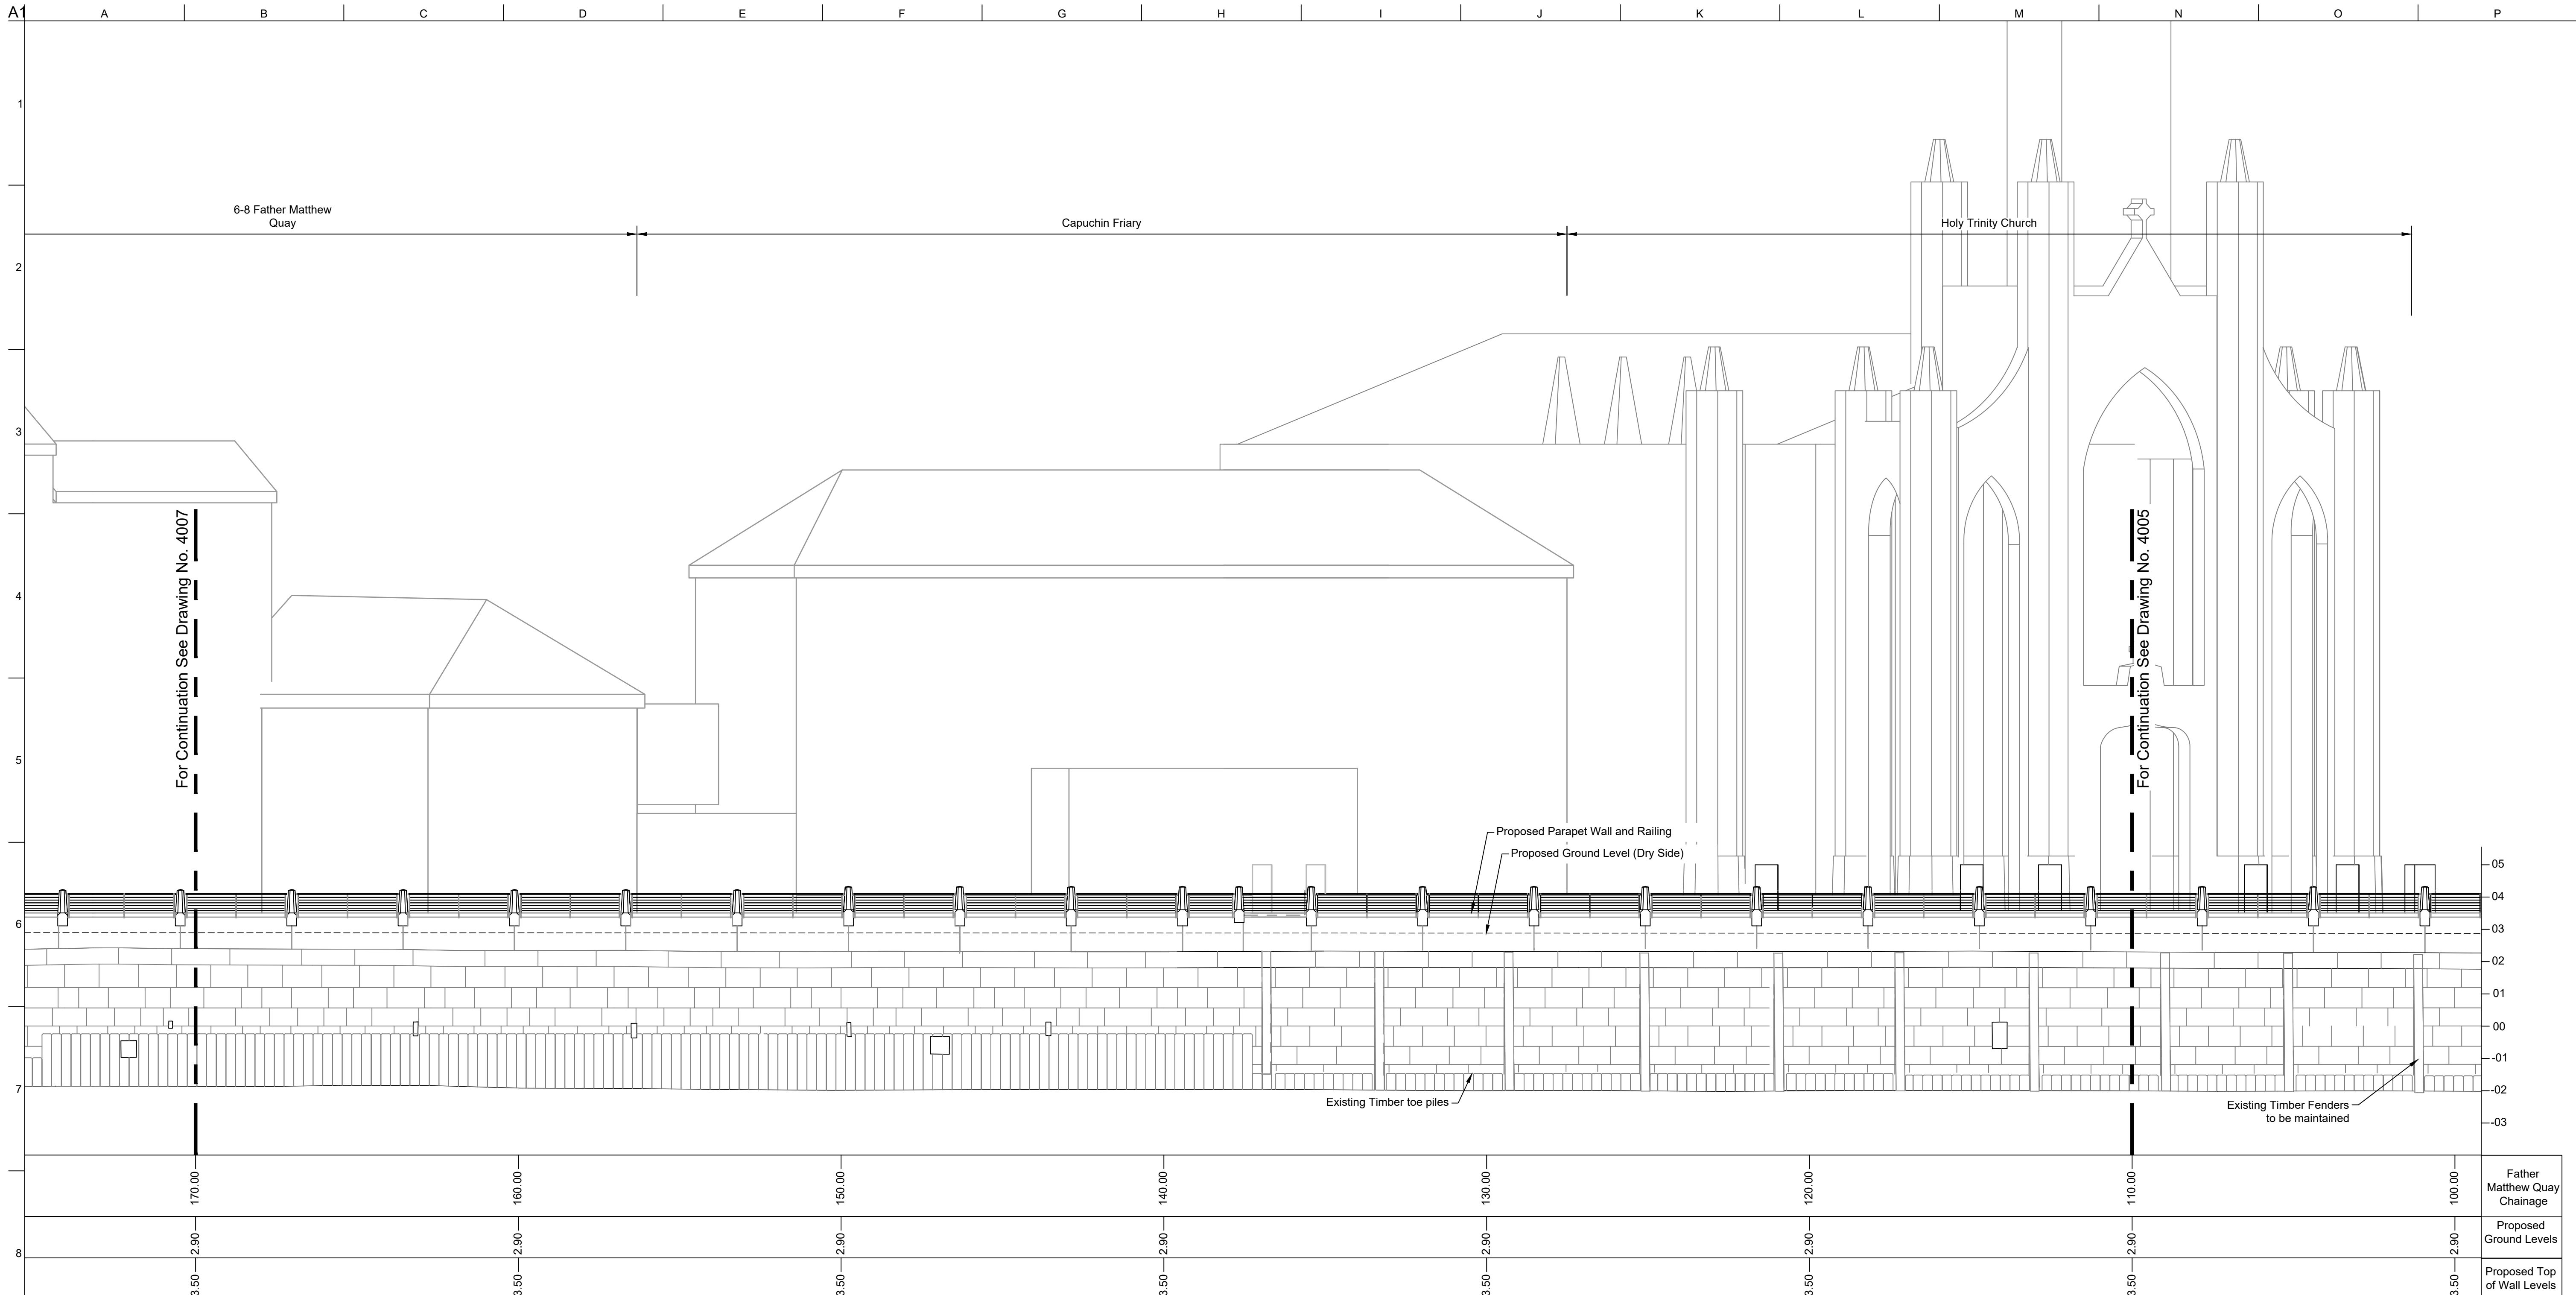 A1
A B C D E F G H I J K L M N O P
1
2
3
4
5
6
7
8
6-8 Father Matthew
Quay
Capuchin Friary
Holy Trinity Church
For Continuation See Drawing No. 4007
For Continuation See Drawing No. 4005
Proposed Parapet Wall and Railing
Proposed Ground Level (Dry Side)
05
04
03
02
01
00
-01
-02
-03
Existing Timber toe piles
Existing Timber Fenders
to be maintained
170.00 160.00 150.00 140.00 130.00 120.00 110.00 100.00
Father
Matthew Quay
Chainage
2.90 2.90 2.90 2.90 2.90 2.90 2.90 2.90
Proposed
Ground Levels
3.50 3.50 3.50 3.50 3.50 3.50 3.50 3.50
Proposed Top
of Wall Levels